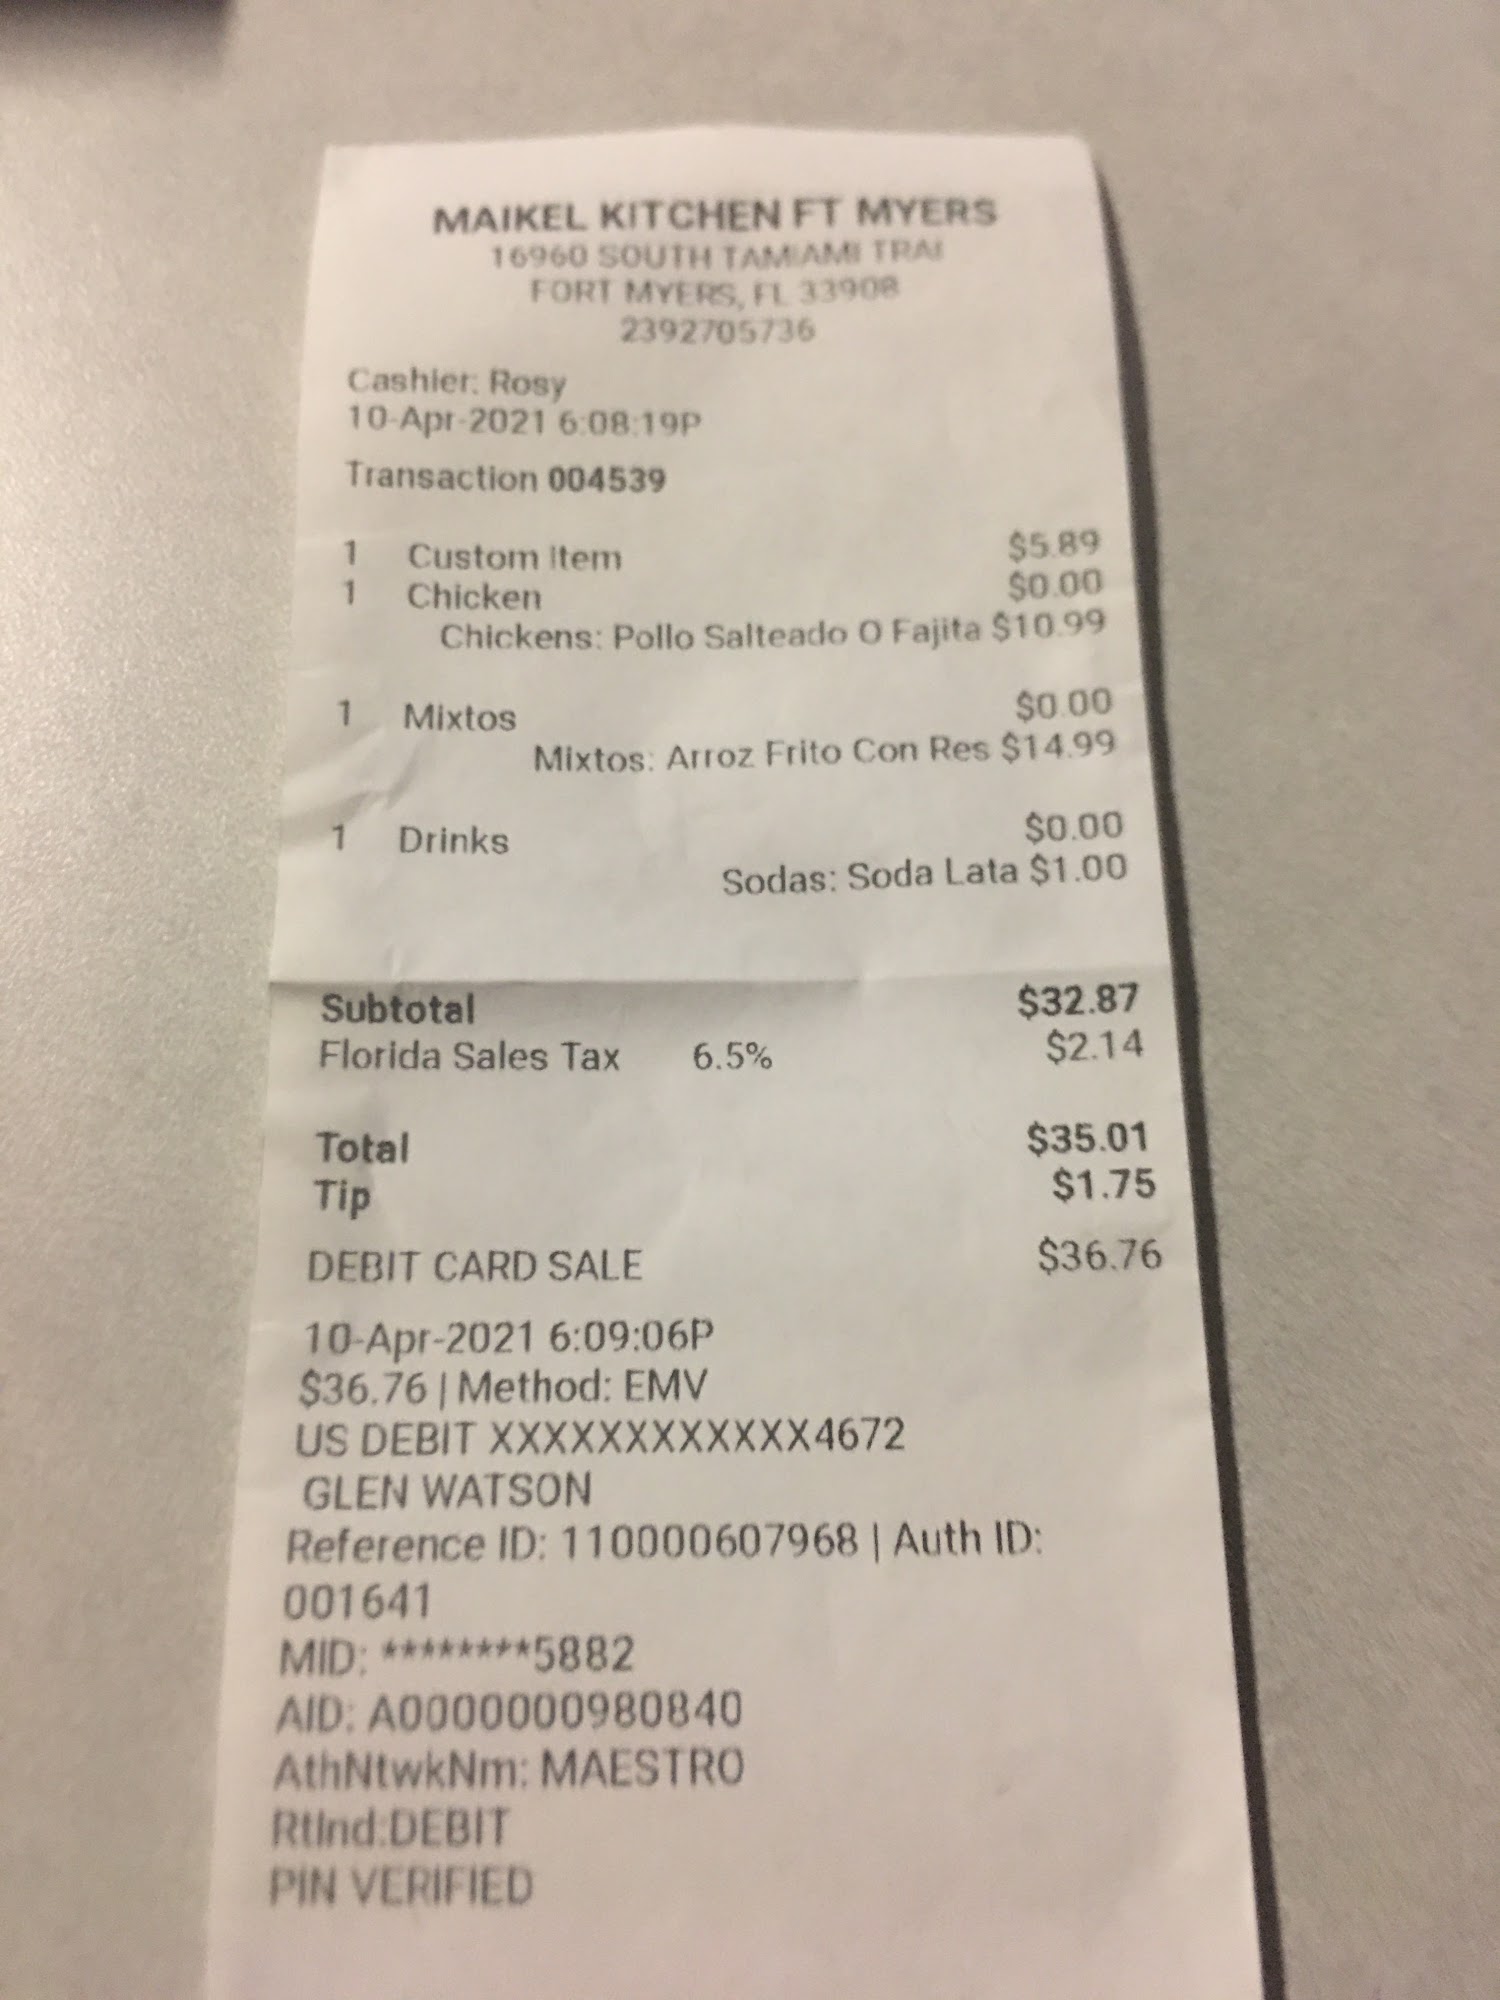 MAIKEL KITCHEN FT MYERS
16960 SOUTH TAMIAMI TRAI
FORT MYERS, FL 33908
2392705736
Cashier: Rosy
10-Apr-2021 6:08:19P
Transaction 004539
1 Custom Item $5.89
1 Chicken $0.00
Chickens: Pollo Salteado O Fajita $10.99
1 Mixtos $0.00
Mixtos: Arroz Frito Con Res $14.99
1 Drinks $0.00
Sodas: Soda Lata $1.00
Subtotal $32.87
Florida Sales Tax 6.5% $2.14
Total $35.01
Tip $1.75
DEBIT CARD SALE $36.76
10-Apr-2021 6:09:06P
$36.76 | Method: EMV
US DEBIT XXXXXXXXXXXX4672
GLEN WATSON
Reference ID: 110000607968 | Auth ID:
001641
MID: ********5882
AID: A0000000980840
AthNtwkNm: MAESTRO
RtInd:DEBIT
PIN VERIFIED